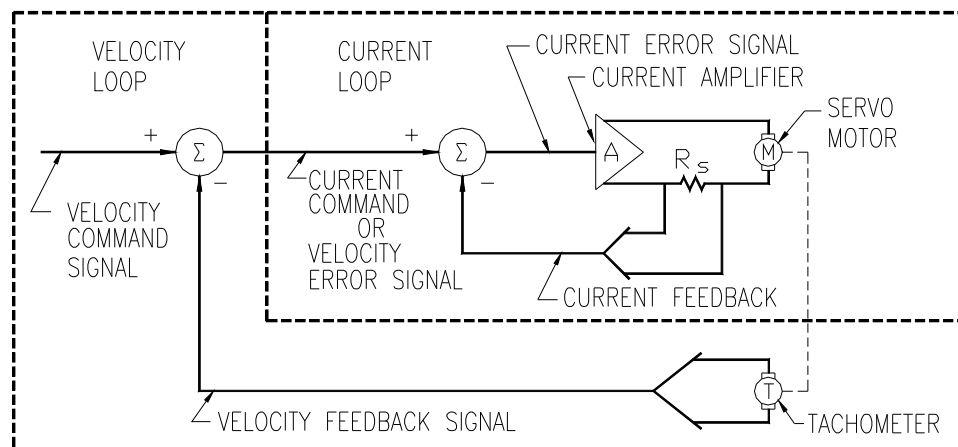 VELOCITY
LOOP
CURRENT
LOOP
CURRENT ERROR SIGNAL
CURRENT AMPLIFIER
SERVO
MOTOR
+
Σ
-
+
Σ
-
A
M
R S
VELOCITY
COMMAND
SIGNAL
CURRENT
COMMAND
OR
VELOCITY
ERROR SIGNAL
CURRENT FEEDBACK
VELOCITY FEEDBACK SIGNAL
T
TACHOMETER